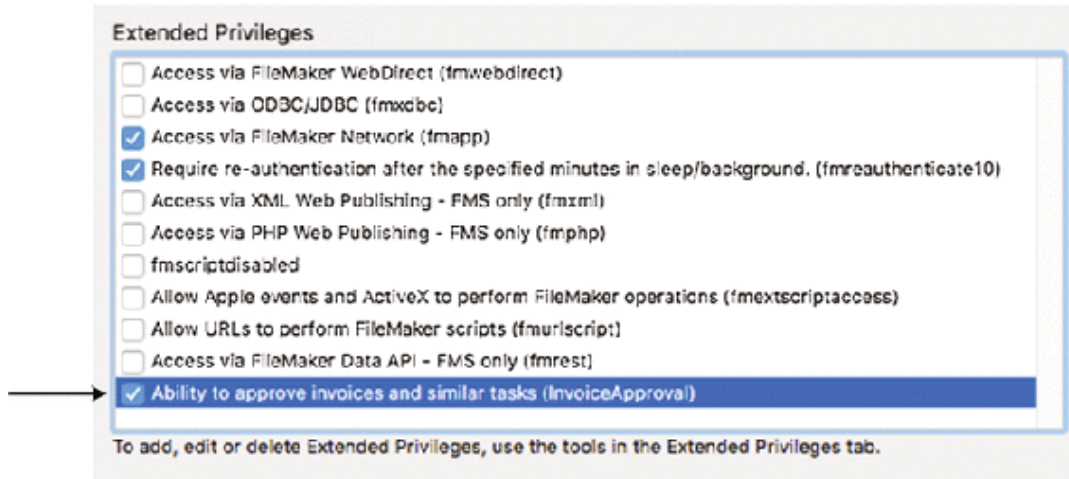 Extended Privileges
Access via FileMaker WebDirect (fmwebdirect)
Access via ODBC/JDBC (fmxdbc)
Access via FileMaker Network (fmapp)
Require re-authentication after the specified minutes in sleep/background. (fmreauthenticate10)
Access via XML Web Publishing - FMS only (fmxml)
Access via PHP Web Publishing - FMS only (fmphp)
fmscriptdisabled
Allow Apple events and ActiveX to perform FileMaker operations (fmextscriptaccess)
Allow URLs to perform FileMaker scripts (fmurlscript)
Access via FileMaker Data API - FMS only (fmrest)
Ability to approve invoices and similar tasks (InvoiceApproval)
To add, edit or delete Extended Privileges, use the tools in the Extended Privileges tab.